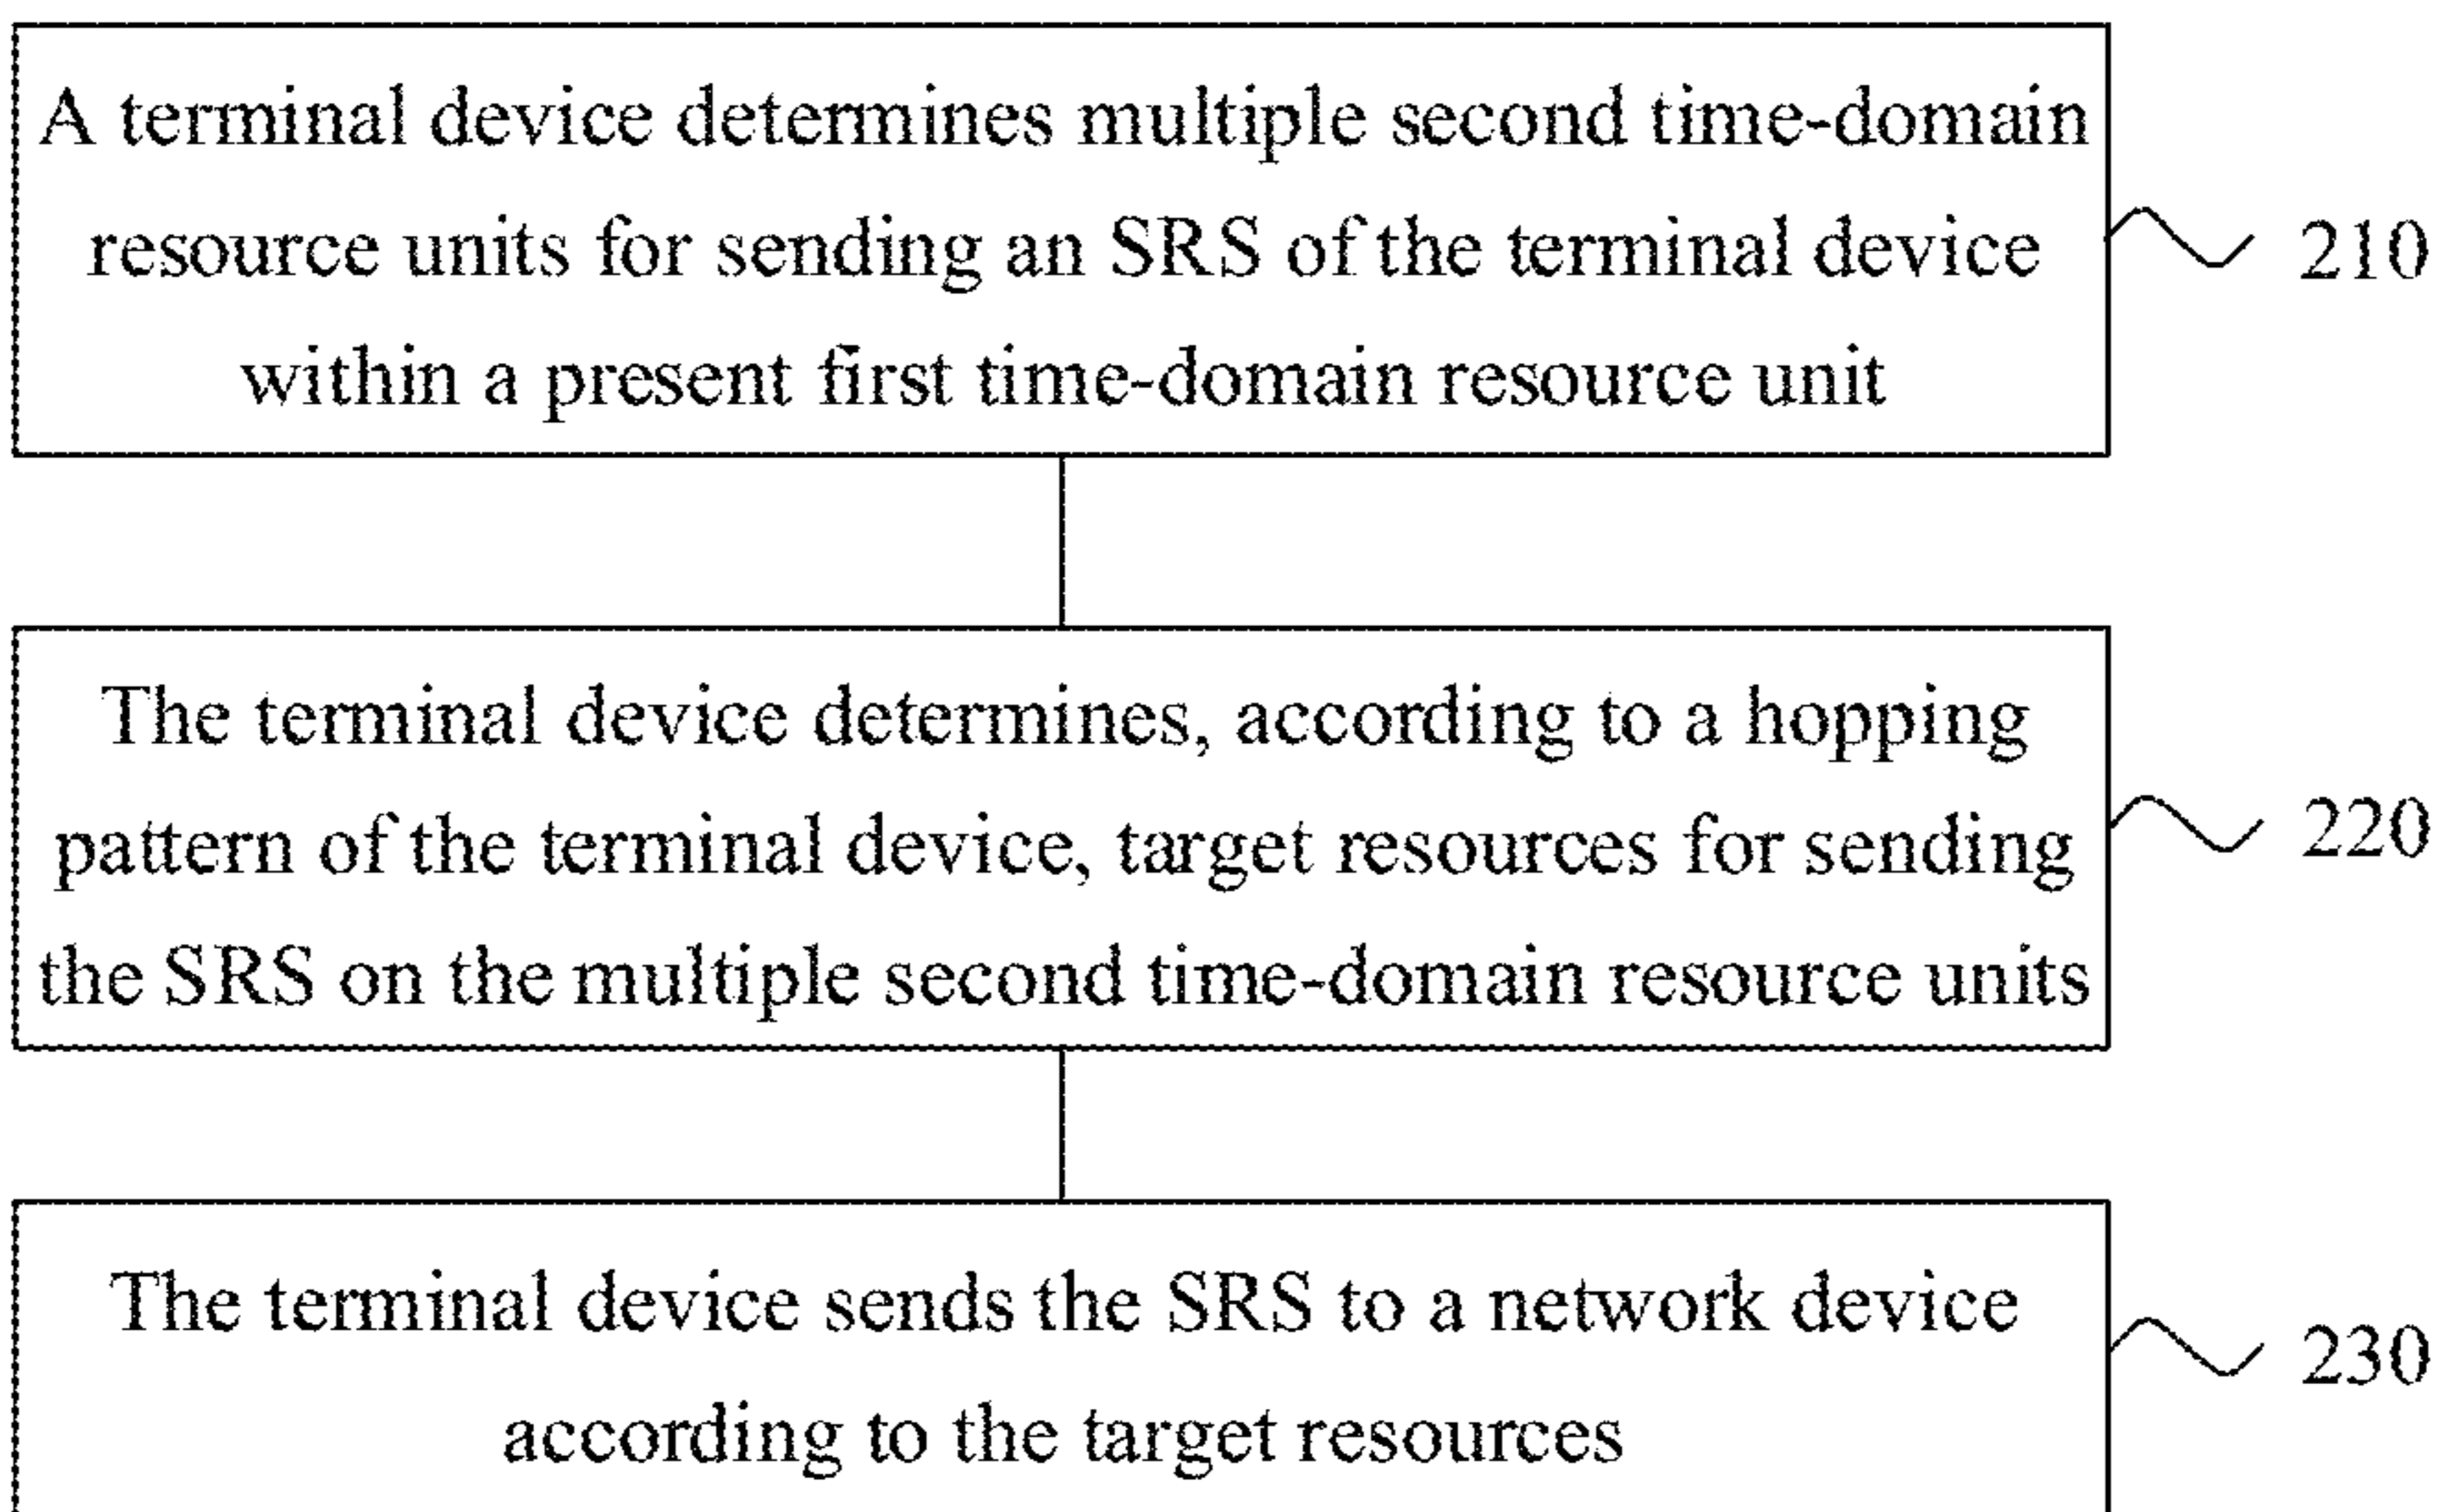 A terminal device determines multiple second time-domain
resource units for sending an SRS of the terminal device
within a present first time-domain resource unit
210
The terminal device determines, according to a hopping
pattern of the terminal device, target resources for sending
the SRS on the multiple second time-domain resource units
220
The terminal device sends the SRS to a network device
according to the target resources
230